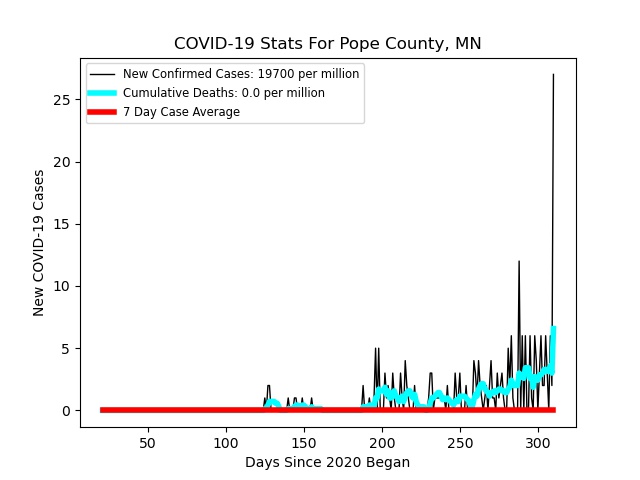 COVID-19 Stats For Pope County, MN
New Confirmed Cases: 19700 per million
Cumulative Deaths: 0.0 per million
7 Day Case Average
New COVID-19 Cases
25
20
15
10
5
0
50 100 150 200 250 300
Days Since 2020 Began